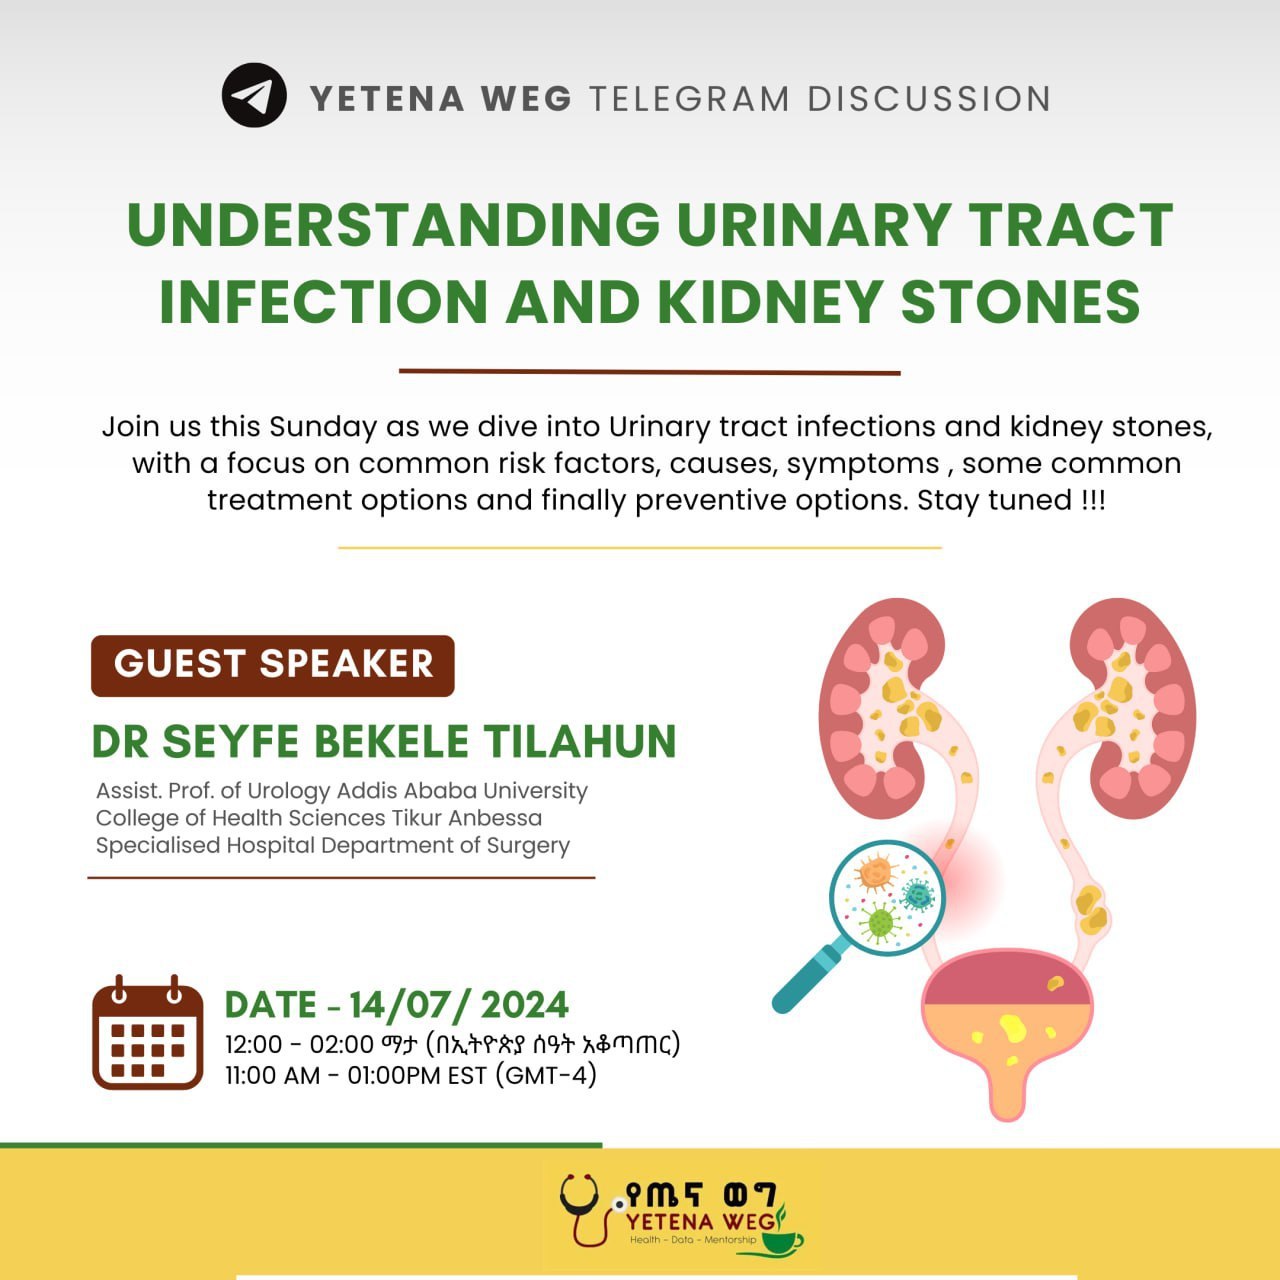 YETENA WEG TELEGRAM DISCUSSION
UNDERSTANDING URINARY TRACT
INFECTION AND KIDNEY STONES
Join us this Sunday as we dive into Urinary tract infections and kidney stones,
with a focus on common risk factors, causes, symptoms , some common
treatment options and finally preventive options. Stay tuned !!!
GUEST SPEAKER
DR SEYFE BEKELE TILAHUN
Assist. Prof. of Urology Addis Ababa University
College of Health Sciences Tikur Anbessa
Specialised Hospital Department of Surgery
DATE - 14/07/ 2024
12:00 - 02:00 ማታ (በኢትዮጵያ ሰዓት አቆጣጠር)
11:00 AM - 01:00PM EST (GMT-4)
የጤና ወግ
YETENA WEG
Health - Data - Mentorship